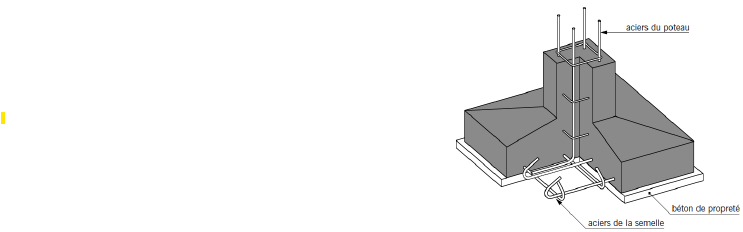 aciers du poteau
béton de propreté
aciers de la semelle